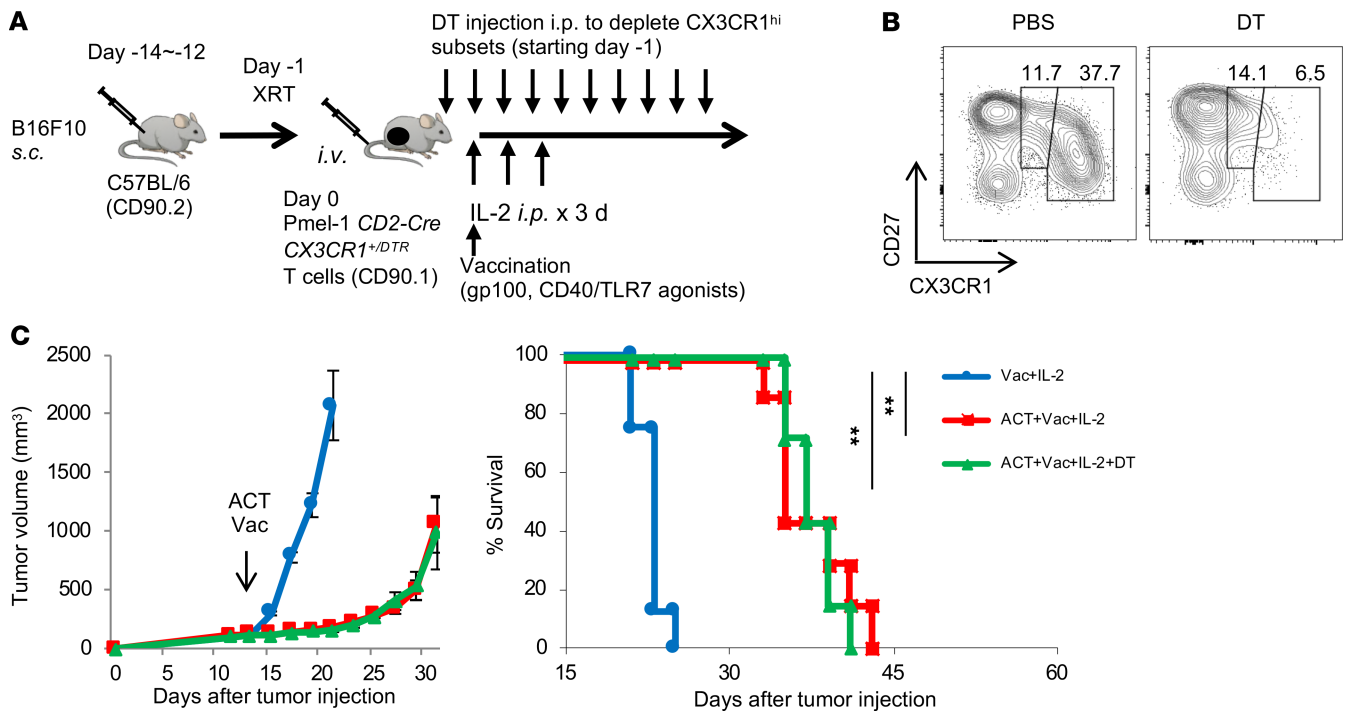 A
Day -14~-12
B16F10
s.c.
C57BL/6
(CD90.2)
Day -1
XRT
i.v.
Day 0
Pmel-1 CD2-Cre
CX3CR1+/DTR
T cells (CD90.1)
DT injection i.p. to deplete CX3CR1hi
subsets (starting day -1)
IL-2 i.p. x 3 d
Vaccination
(gp100, CD40/TLR7 agonists)
B
PBS
DT
11.7
37.7
14.1
6.5
CD27
CX3CR1
C
Tumor volume (mm3)
2500
2000
1500
1000
500
0
ACT
Vac
0 5 10 15 20 25 30
Days after tumor injection
% Survival
100
80
60
40
20
0
15 30 45 60
Days after tumor injection
**
**
Vac+IL-2
ACT+Vac+IL-2
ACT+Vac+IL-2+DT